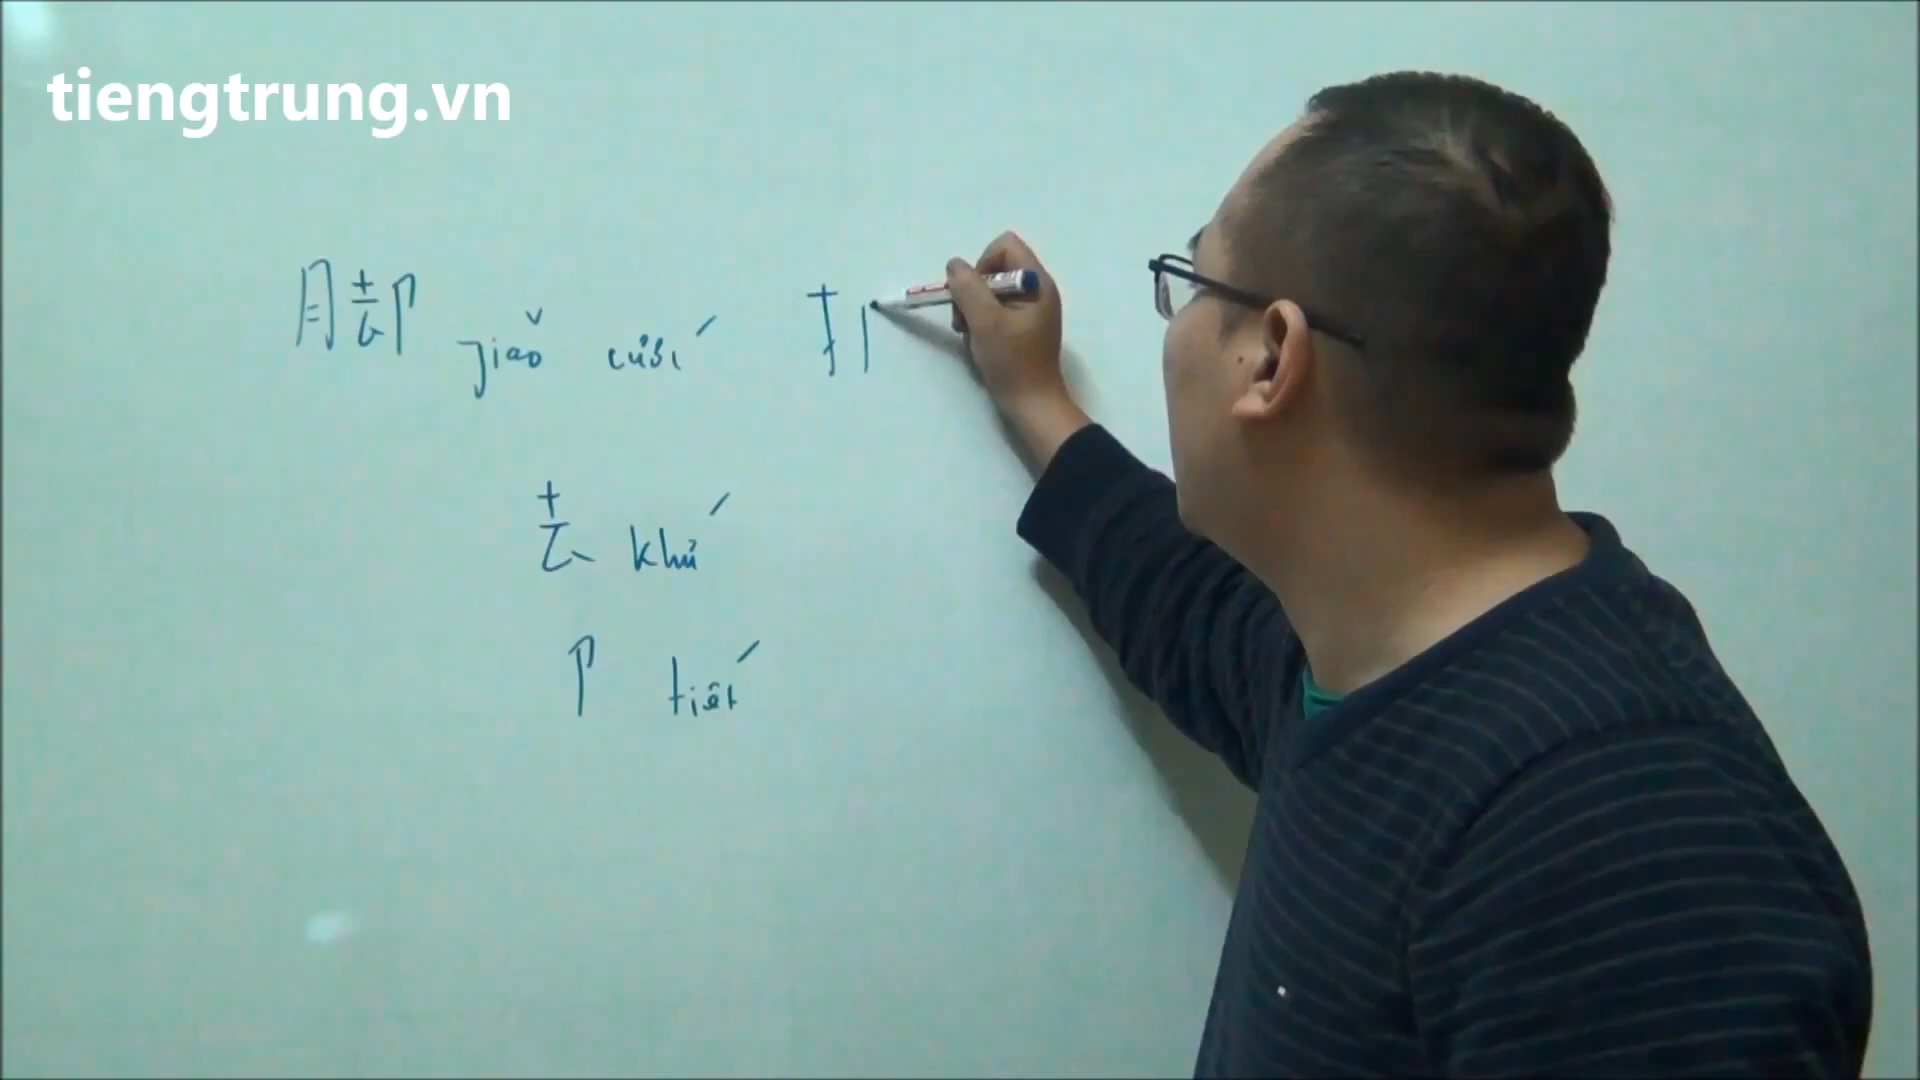 tiengtrung.vn
脚 jiǎo cước 扌
去 khứ
卩 tiết